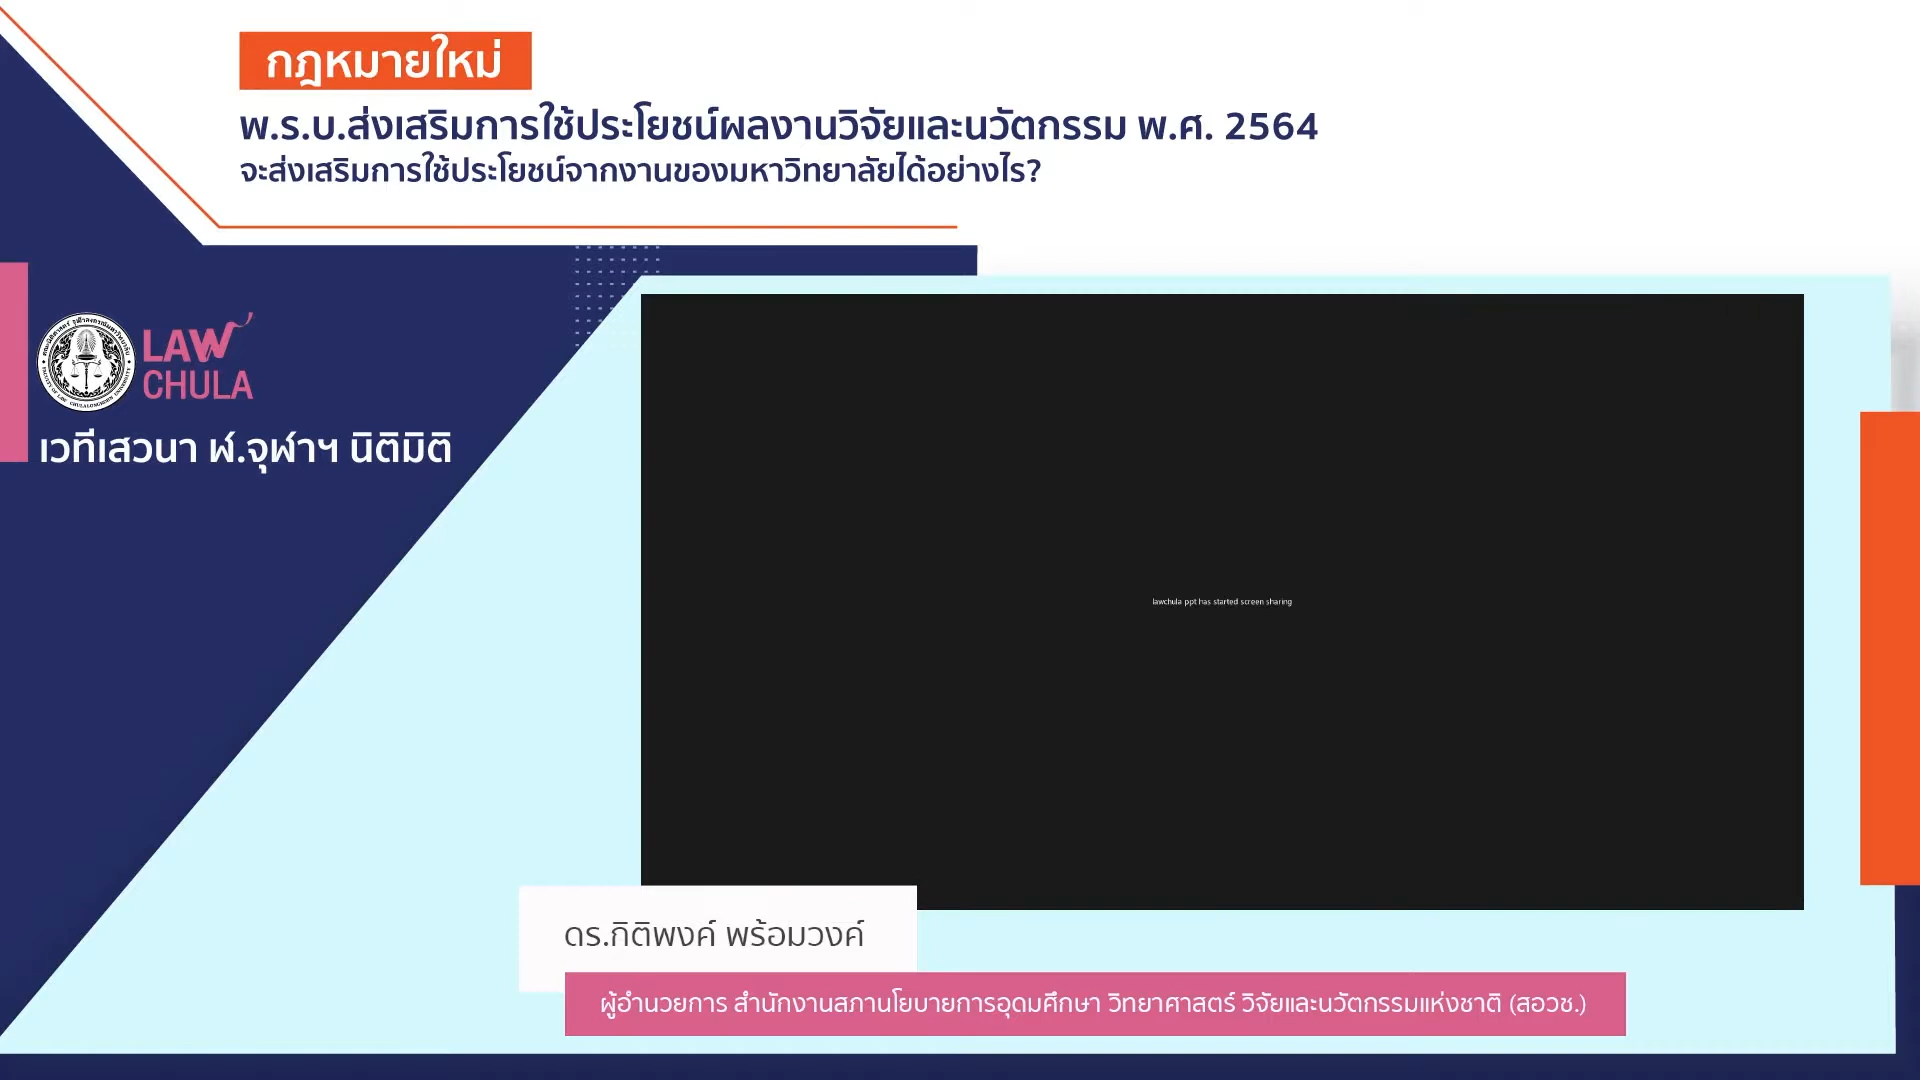 กฎหมายใหม่
พ.ร.บ.ส่งเสริมการใช้ประโยชน์ผลงานวิจัยและนวัตกรรม พ.ศ. 2564
จะส่งเสริมการใช้ประโยชน์จากงานของมหาวิทยาลัยได้อย่างไร?
LAW
CHULA
เวทีเสวนา ฬ.จุฬาฯ นิติมิติ
lawchula ppt has started screen sharing
ดร.กิติพงค์ พร้อมวงค์
ผู้อำนวยการ สำนักงานสภานโยบายการอุดมศึกษา วิทยาศาสตร์ วิจัยและนวัตกรรมแห่งชาติ (สอวช.)